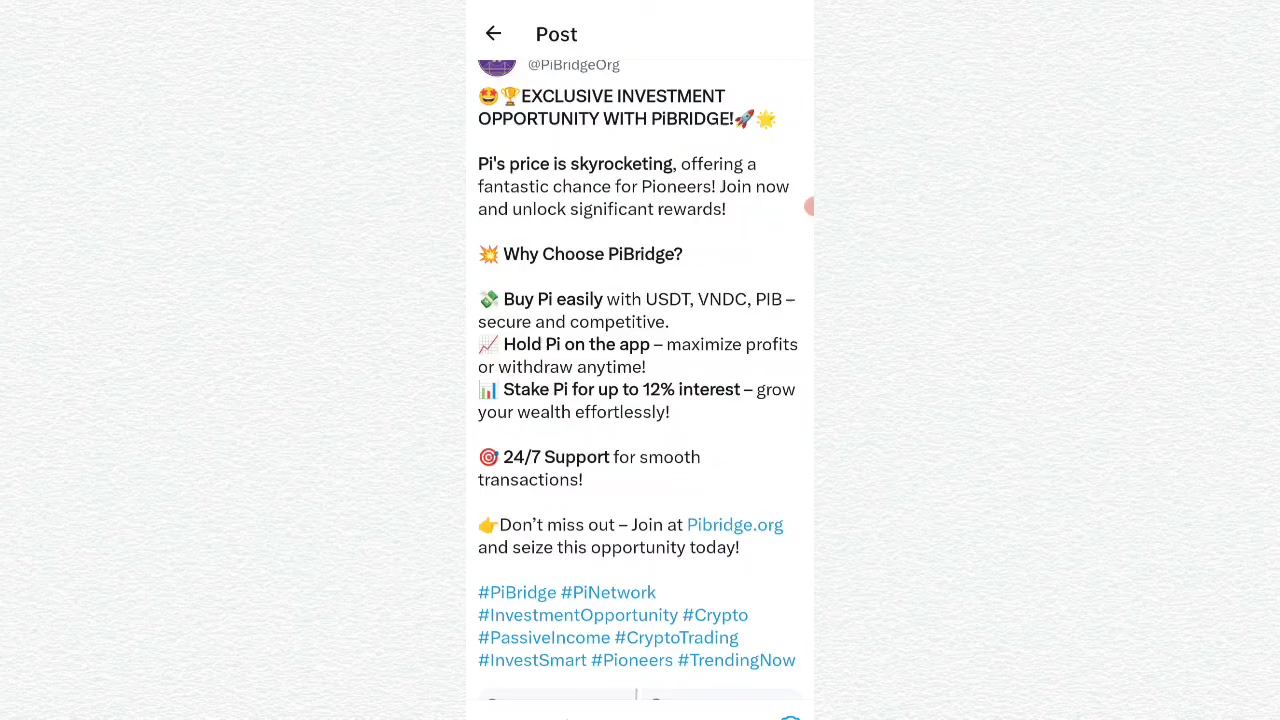 Post
@PiBridgeOrg
🤩🏆EXCLUSIVE INVESTMENT
OPPORTUNITY WITH PiBRIDGE!🚀🌟
Pi's price is skyrocketing, offering a
fantastic chance for Pioneers! Join now
and unlock significant rewards!
💥 Why Choose PiBridge?
💸 Buy Pi easily with USDT, VNDC, PIB –
secure and competitive.
📈 Hold Pi on the app – maximize profits
or withdraw anytime!
📊 Stake Pi for up to 12% interest – grow
your wealth effortlessly!
🎯 24/7 Support for smooth
transactions!
👉Don’t miss out – Join at Pibridge.org
and seize this opportunity today!
#PiBridge #PiNetwork
#InvestmentOpportunity #Crypto
#PassiveIncome #CryptoTrading
#InvestSmart #Pioneers #TrendingNow